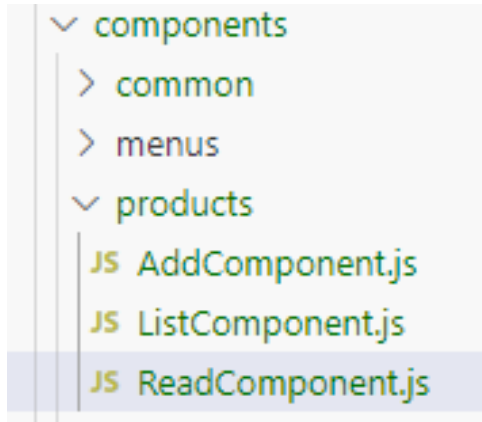 components
common
menus
products
JS AddComponent.js
JS ListComponent.js
JS ReadComponent.js